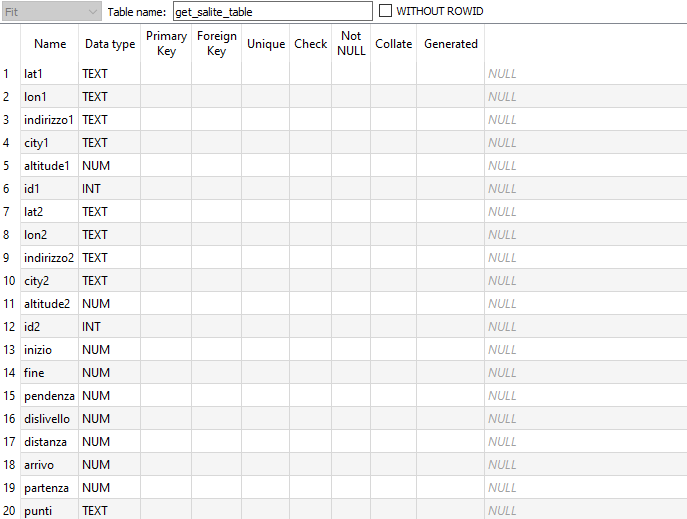 Fit Table name: get_salite_table WITHOUT ROWID
Name Data type Primary Key Foreign Key Unique Check Not NULL Collate Generated
1 lat1 TEXT NULL
2 lon1 TEXT NULL
3 indirizzo1 TEXT NULL
4 city1 TEXT NULL
5 altitude1 NUM NULL
6 id1 INT NULL
7 lat2 TEXT NULL
8 lon2 TEXT NULL
9 indirizzo2 TEXT NULL
10 city2 TEXT NULL
11 altitude2 NUM NULL
12 id2 INT NULL
13 inizio NUM NULL
14 fine NUM NULL
15 pendenza NUM NULL
16 dislivello NUM NULL
17 distanza NUM NULL
18 arrivo NUM NULL
19 partenza NUM NULL
20 punti TEXT NULL